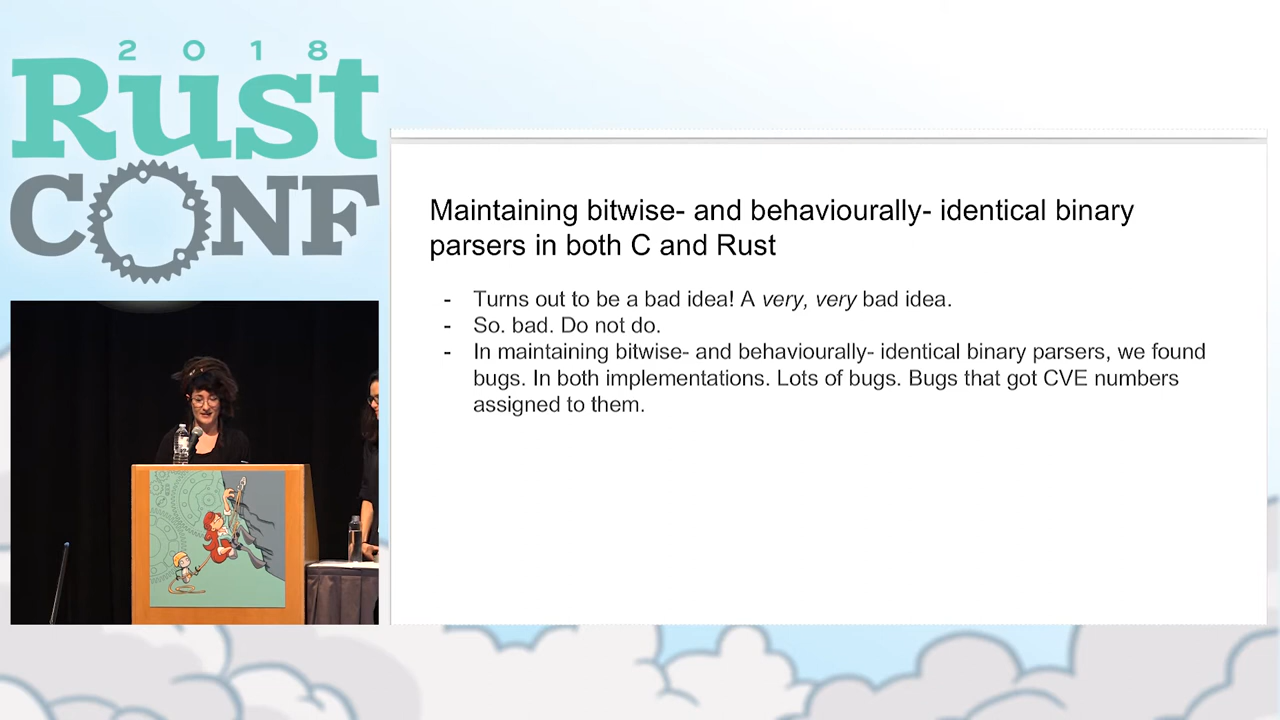 2018
Rust
CONF
Maintaining bitwise- and behaviourally- identical binary
parsers in both C and Rust
- Turns out to be a bad idea! A very, very bad idea.
- So. bad. Do not do.
- In maintaining bitwise- and behaviourally- identical binary parsers, we found
bugs. In both implementations. Lots of bugs. Bugs that got CVE numbers
assigned to them.